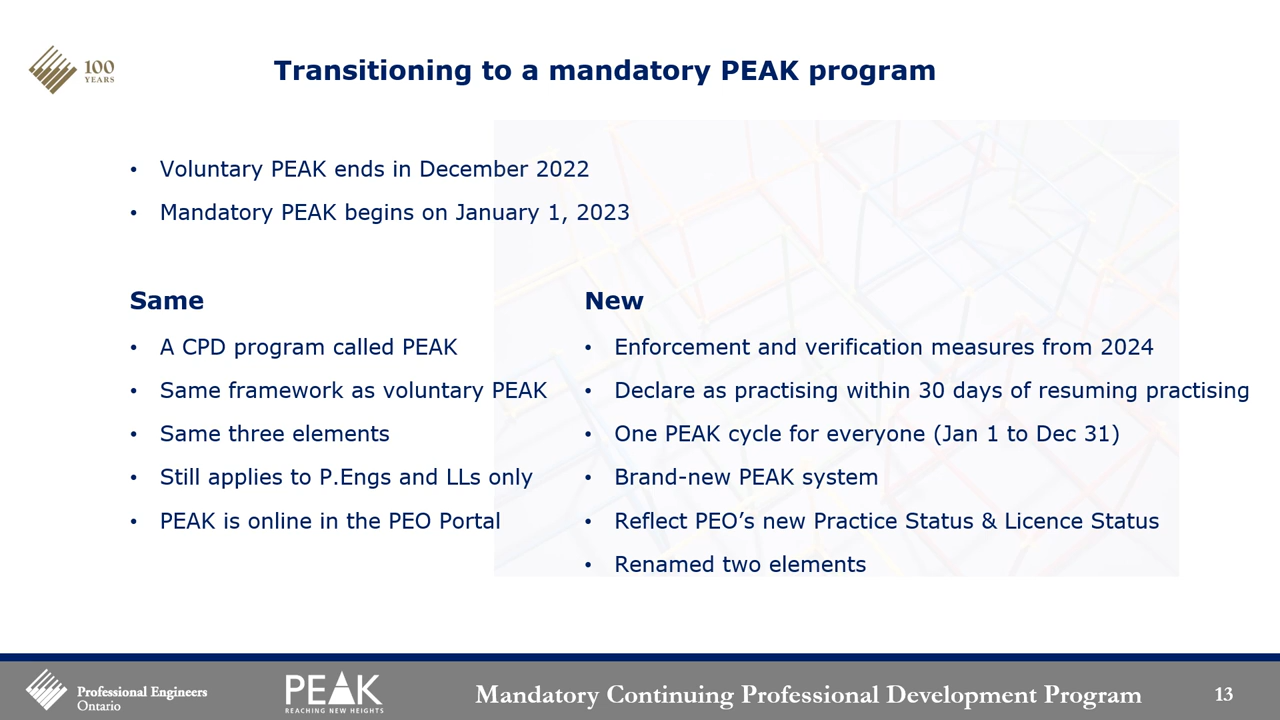 100
YEARS
Transitioning to a mandatory PEAK program
• Voluntary PEAK ends in December 2022
• Mandatory PEAK begins on January 1, 2023
Same
• A CPD program called PEAK
• Same framework as voluntary PEAK
• Same three elements
• Still applies to P.Engs and LLs only
• PEAK is online in the PEO Portal
New
• Enforcement and verification measures from 2024
• Declare as practising within 30 days of resuming practising
• One PEAK cycle for everyone (Jan 1 to Dec 31)
• Brand-new PEAK system
• Reflect PEO’s new Practice Status & Licence Status
• Renamed two elements
Professional Engineers
Ontario
PEAK
REACHING NEW HEIGHTS
Mandatory Continuing Professional Development Program
13